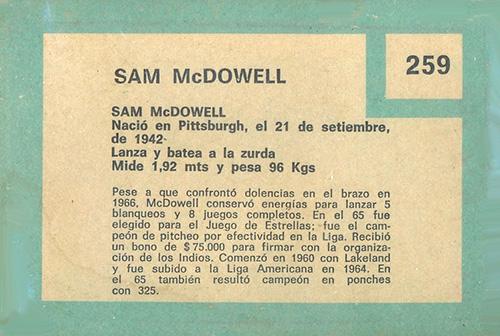 259
SAM McDOWELL
SAM McDOWELL
Nació en Pittsburgh, el 21 de setiembre,
de 1942-
Lanza y batea a la zurda
Mide 1,92 mts y pesa 96 Kgs
Pese a que confrontó dolencias en el brazo en
1966, McDowell conservó energías para lanzar 5
blanqueos y 8 juegos completos. En el 65 fue
elegido para el Juego de Estrellas; fue el cam-
peón de pitcheo por efectividad en la Liga. Recibió
un bono de $75.000 para firmar con la organiza-
ción de los Indios. Comenzó en 1960 con Lakeland
y fue subido a la Liga Americana en 1964. En
el 65 también resultó campeón en ponches
con 325.